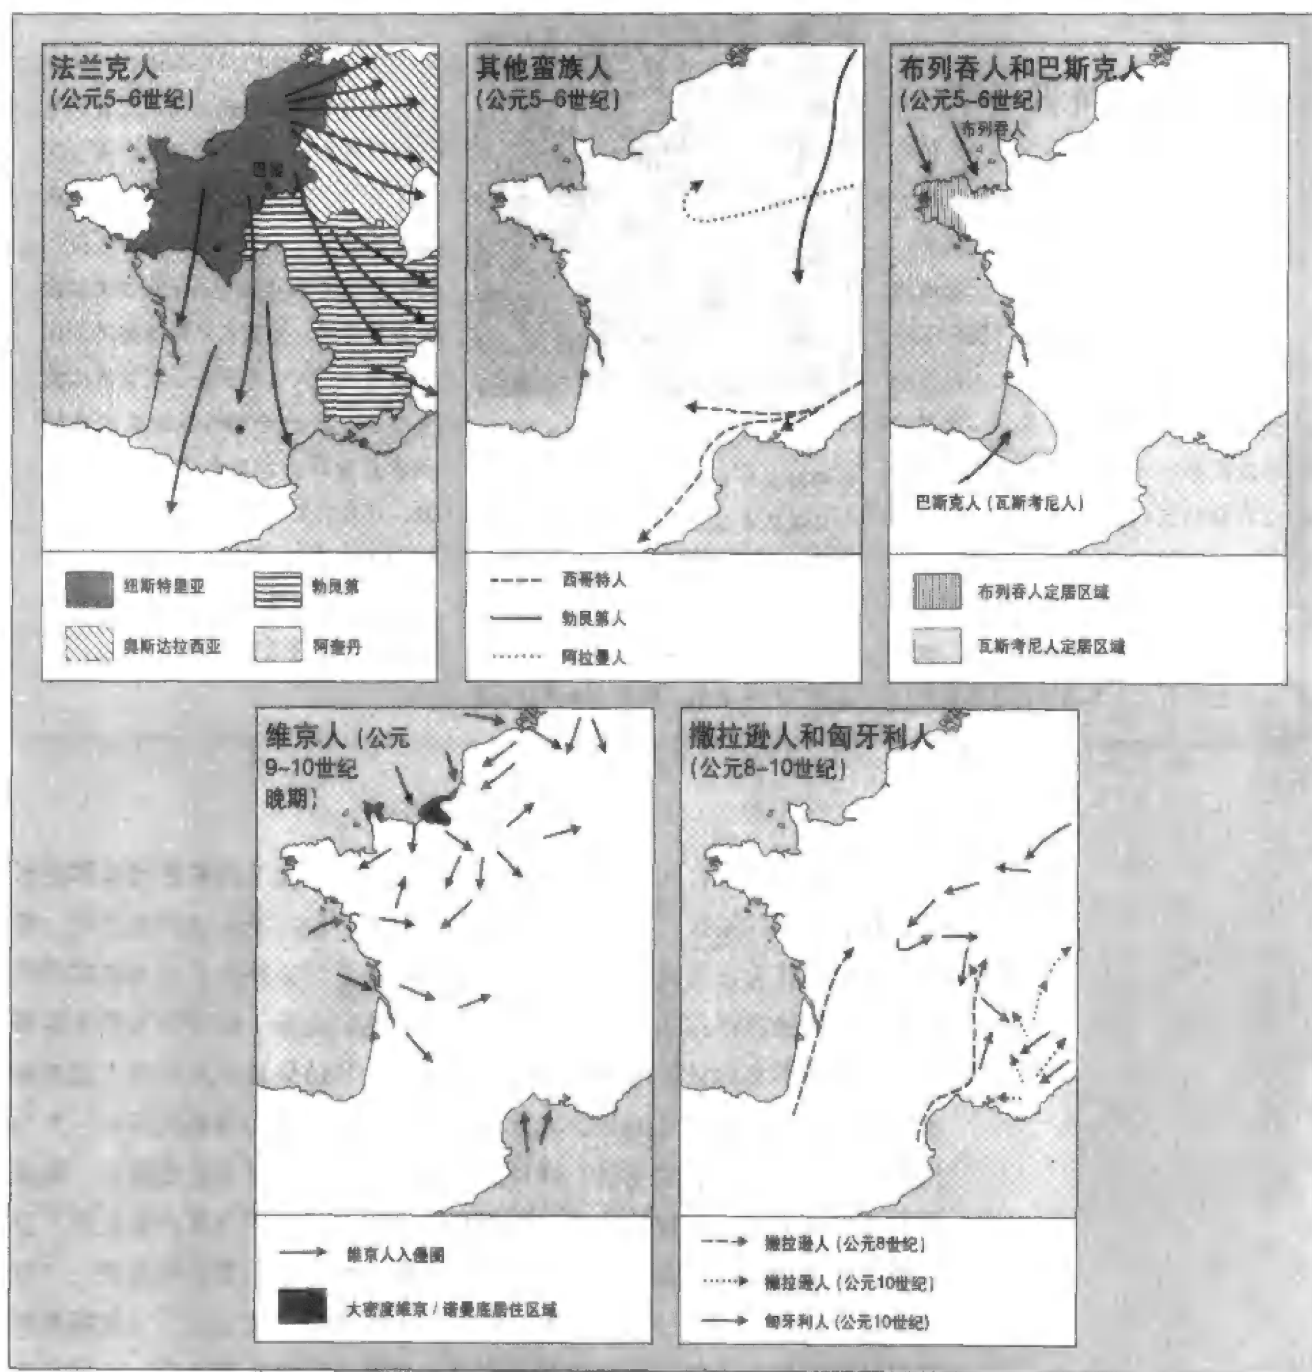 法兰克人
(公元5-6世纪)
巴黎
纽斯特里亚
勃艮第
奥斯达拉西亚
阿奎丹
其他蛮族人
(公元5-6世纪)
西哥特人
勃艮第人
阿拉曼人
布列吞人和巴斯克人
(公元5-6世纪)
布列吞人
巴斯克人 (瓦斯考尼人)
布列吞人定居区域
瓦斯考尼人定居区域
维京人 (公元
9-10世纪
晚期)
维京人入侵图
大密度维京 / 诺曼底居住区域
撒拉逊人和匈牙利人
(公元8-10世纪)
撒拉逊人 (公元8世纪)
撒拉逊人 (公元10世纪)
匈牙利人 (公元10世纪)